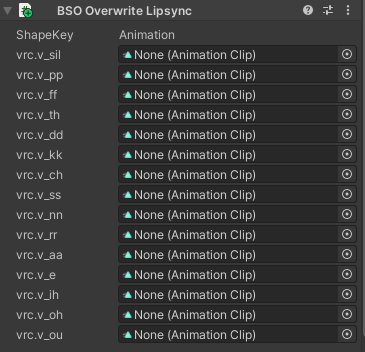 BSO Overwrite Lipsync
ShapeKey Animation
vrc.v_sil None (Animation Clip)
vrc.v_pp None (Animation Clip)
vrc.v_ff None (Animation Clip)
vrc.v_th None (Animation Clip)
vrc.v_dd None (Animation Clip)
vrc.v_kk None (Animation Clip)
vrc.v_ch None (Animation Clip)
vrc.v_ss None (Animation Clip)
vrc.v_nn None (Animation Clip)
vrc.v_rr None (Animation Clip)
vrc.v_aa None (Animation Clip)
vrc.v_e None (Animation Clip)
vrc.v_ih None (Animation Clip)
vrc.v_oh None (Animation Clip)
vrc.v_ou None (Animation Clip)